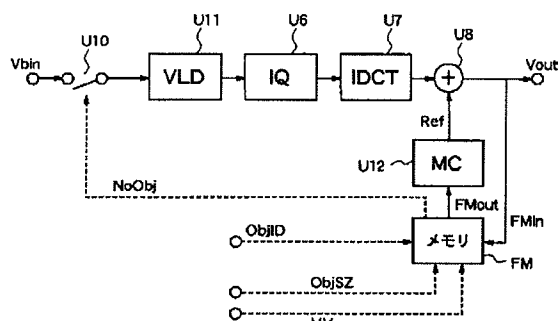 U10
U11
U6
U7
U8
Vbin
VLD
IQ
IDCT
+
Vout
Ref
U12
MC
NoObj
FMout
FMin
ObjID
メモリ
FM
ObjSZ